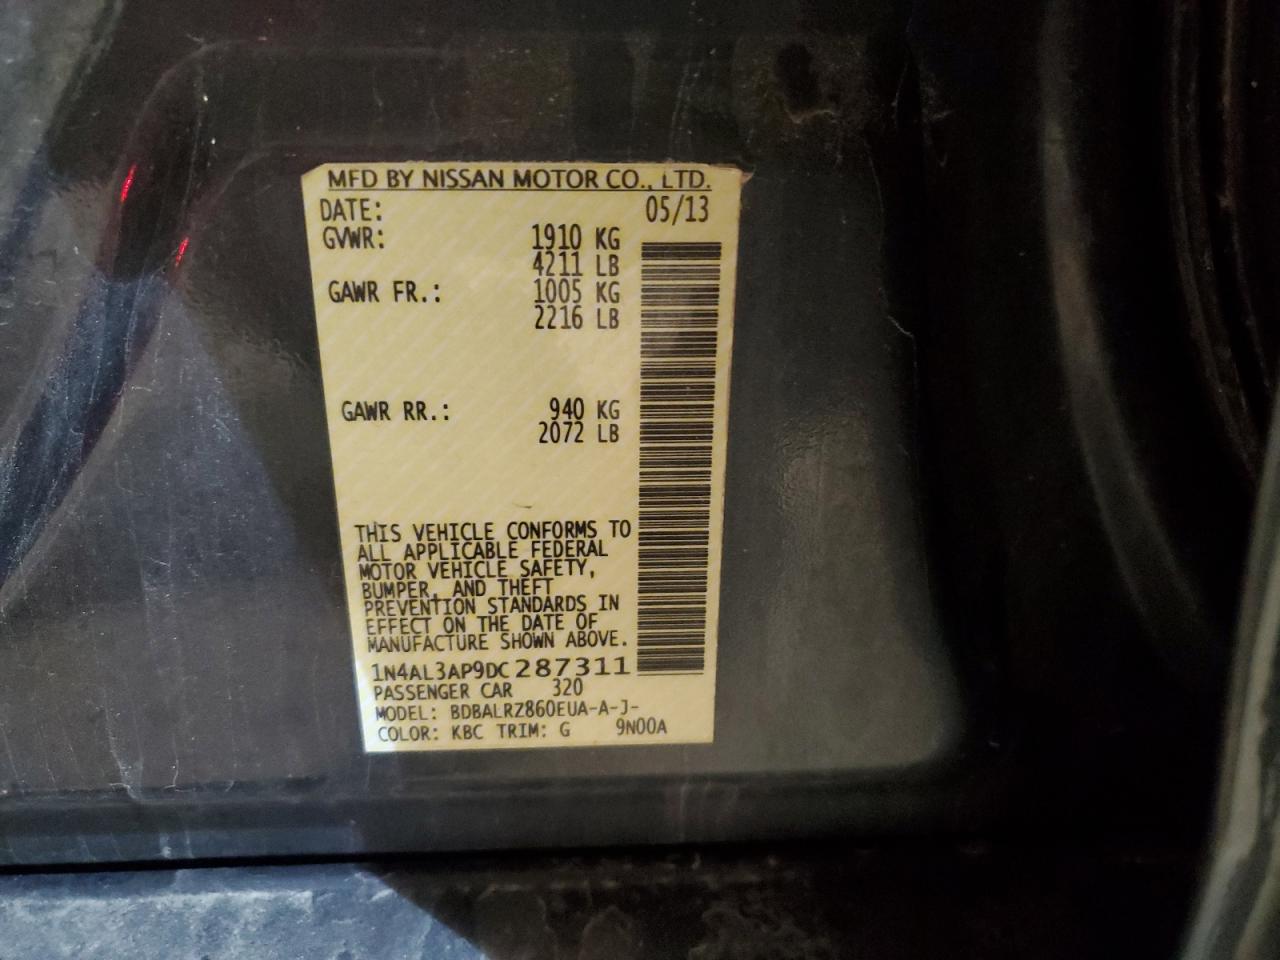 MFD BY NISSAN MOTOR CO., LTD.
DATE: 05/13
GVWR: 1910 KG
4211 LB
GAWR FR.: 1005 KG
2216 LB
GAWR RR.: 940 KG
2072 LB
THIS VEHICLE CONFORMS TO
ALL APPLICABLE FEDERAL
MOTOR VEHICLE SAFETY,
BUMPER, AND THEFT
PREVENTION STANDARDS IN
EFFECT ON THE DATE OF
MANUFACTURE SHOWN ABOVE.
1N4AL3AP9DC287311
PASSENGER CAR 320
MODEL: BDBALRZ860EUA-A-J-
COLOR: KBC TRIM: G 9N00A